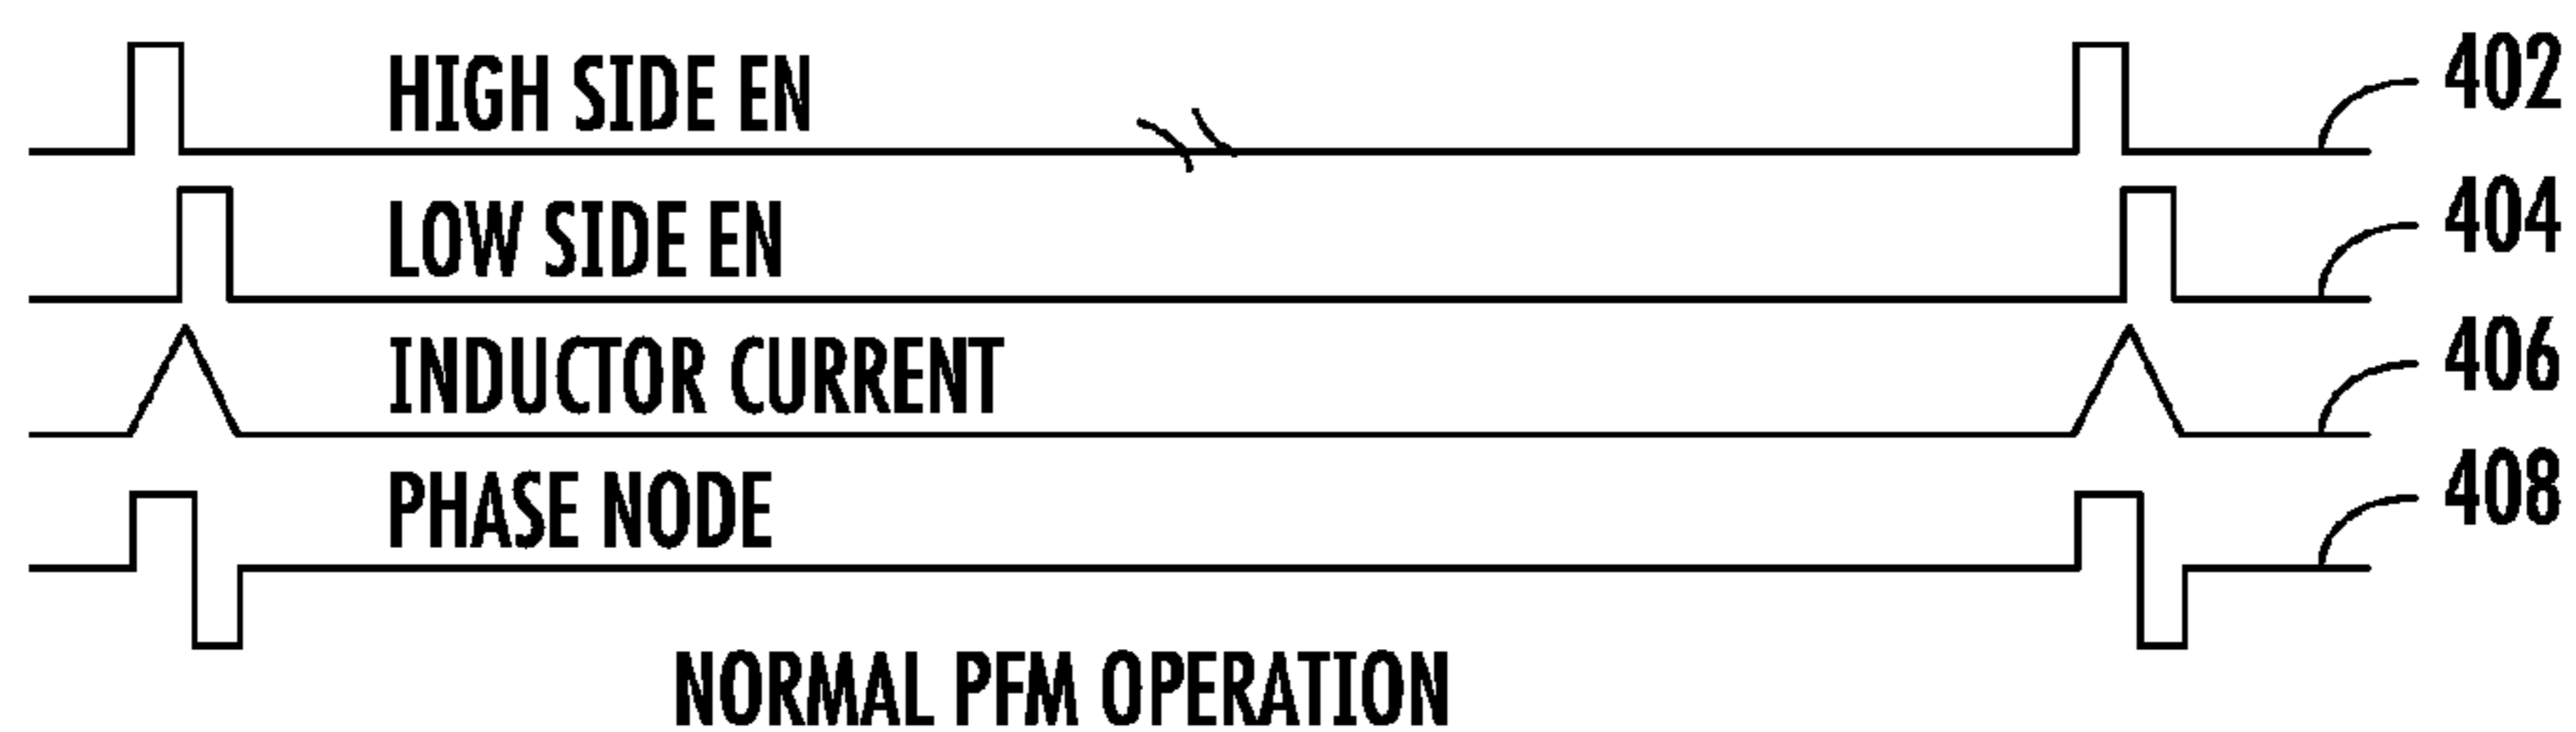 HIGH SIDE EN 402
LOW SIDE EN 404
INDUCTOR CURRENT 406
PHASE NODE 408
NORMAL PFM OPERATION